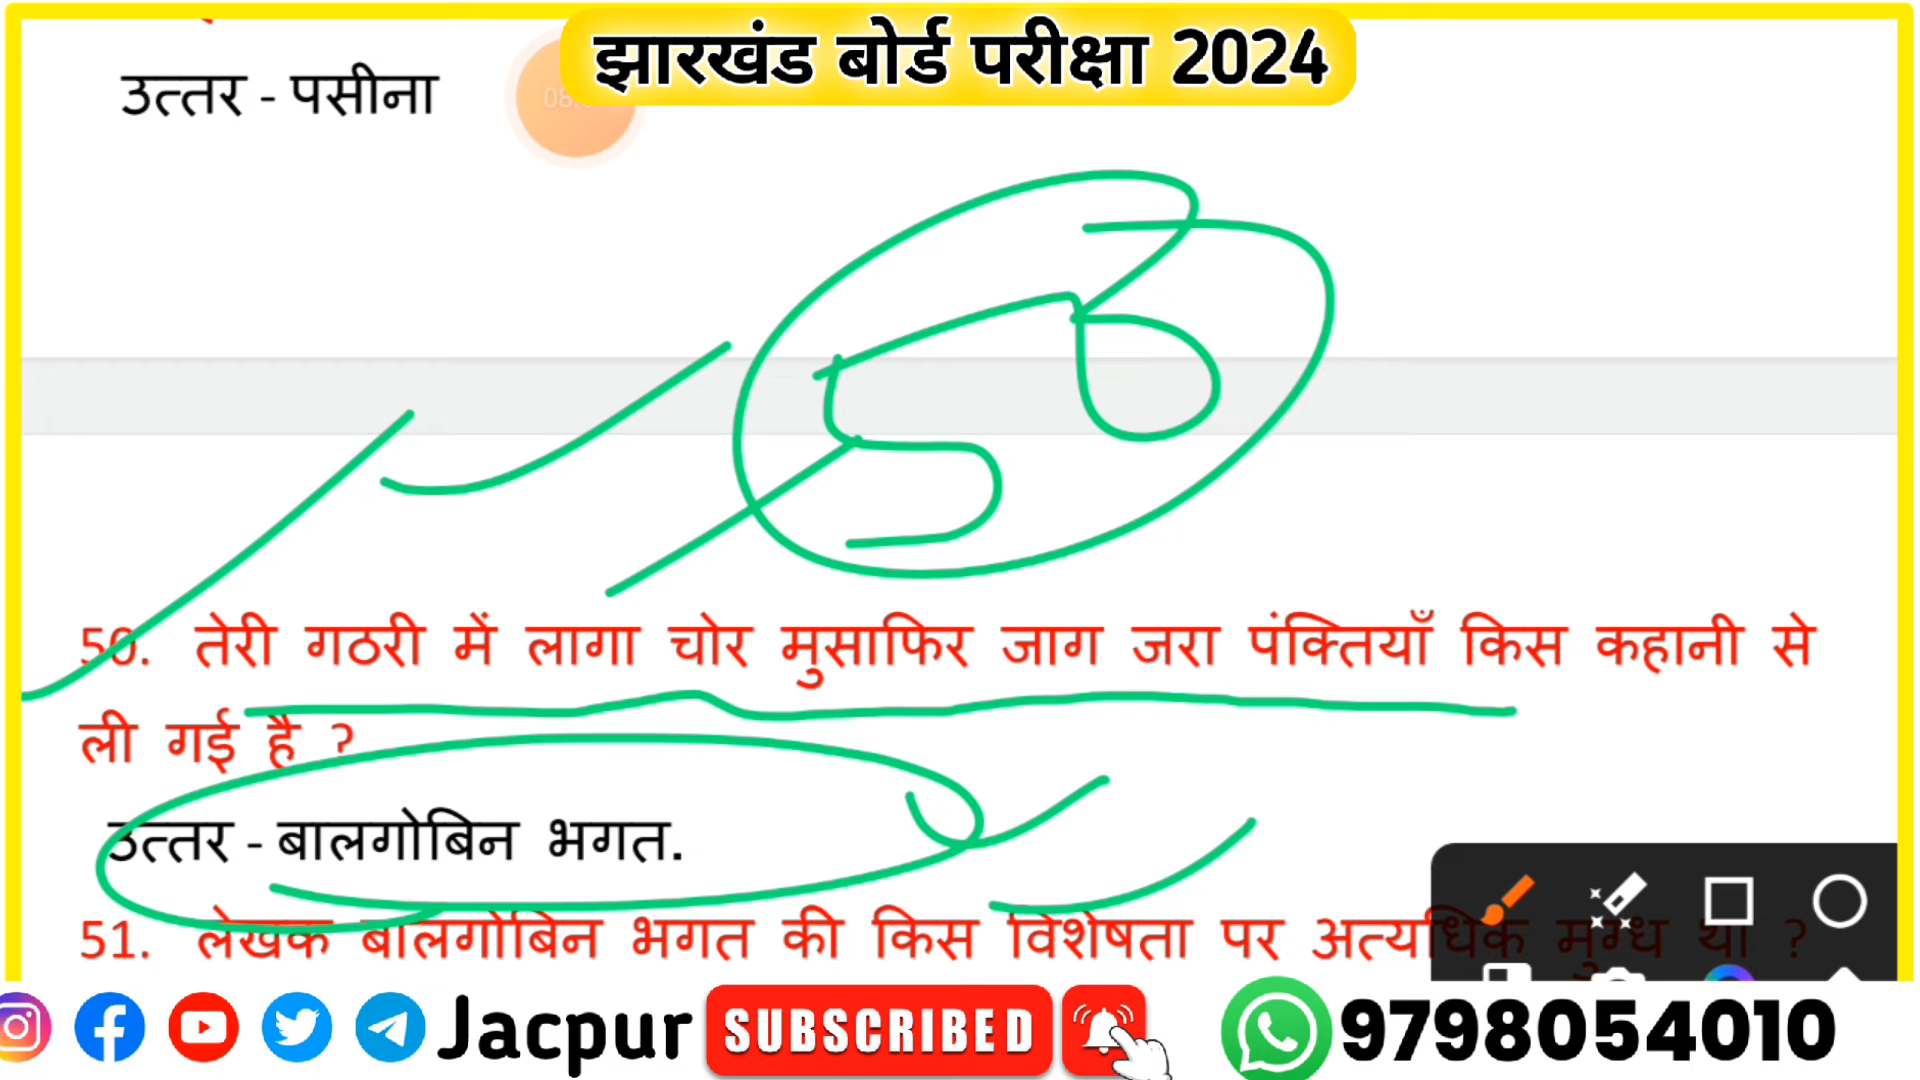 झारखंड बोर्ड परीक्षा 2024
उत्तर - पसीना
50. तेरी गठरी में लागा चोर मुसाफिर जाग जरा पंक्तियाँ किस कहानी से
ली गई है ?
उत्तर - बालगोबिन भगत.
51. लेखक बालगोबिन भगत की किस विशेषता पर अत्यधिक मुग्ध था ?
Jacpur SUBSCRIBED 9798054010